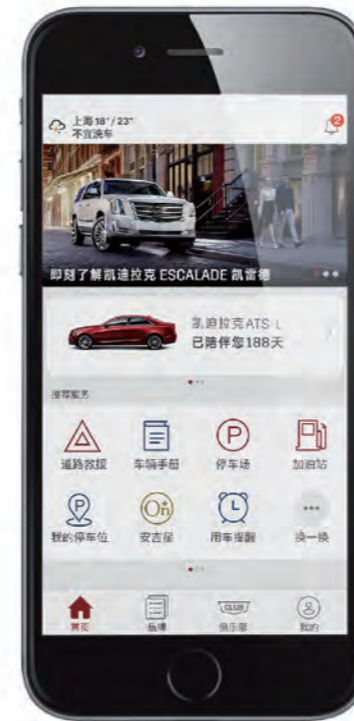 上海 18°/23°
不宜洗车
2
即刻了解凯迪拉克 ESCALADE 凯雷德
凯迪拉克ATS-L
已陪伴您188天
推荐服务
道路救援 车辆手册 停车场 加油站
我的停车位 安吉星 用车提醒 换一换
首页 品牌 俱乐部 我的
P
On
P
CLUB